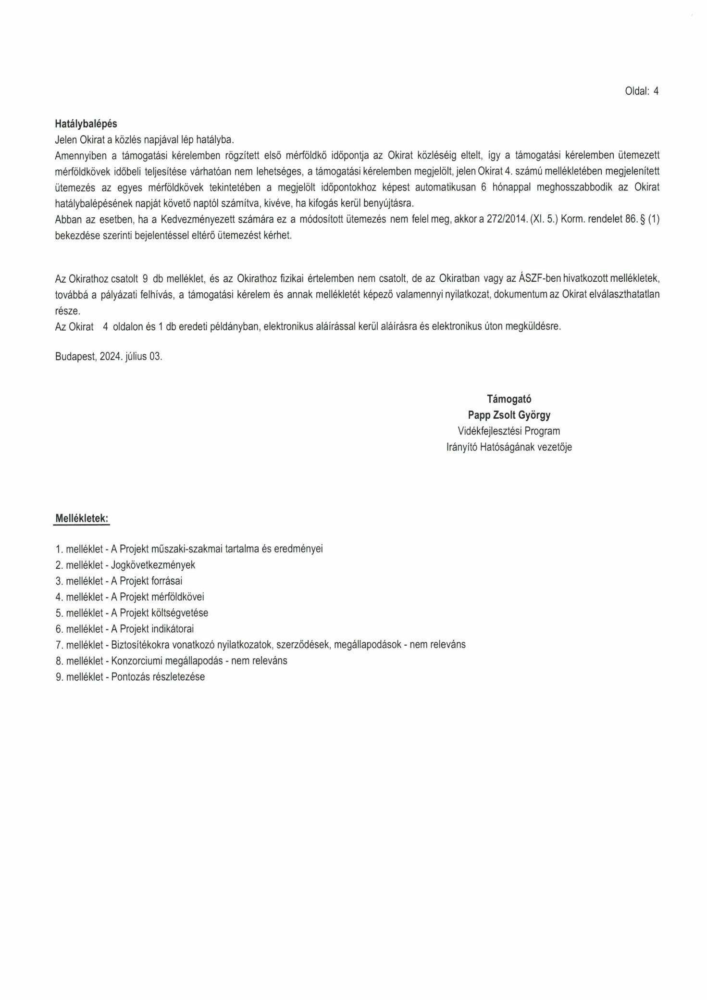 Oldal: 4
Hatálybalépés
Jelen Okirat a közlés napjával lép hatályba.
Amennyiben a támogatási kérelemben rögzített első mérföldkő időpontja az Okirat közléséig eltelt, így a támogatási kérelemben ütemezett
mérföldkövek időbeli teljesítése várhatóan nem lehetséges, a támogatási kérelemben megjelölt, jelen Okirat 4. számú mellékletében megjelenített
ütemezés az egyes mérföldkövek tekintetében a megjelölt időpontokhoz képest automatikusan 6 hónappal meghosszabbodik az Okirat
hatálybalépésének napját követő naptól számítva, kivéve, ha kifogás kerül benyújtásra.
Abban az esetben, ha a Kedvezményezett számára ez a módosított ütemezés nem felel meg, akkor a 272/2014. (XI. 5.) Korm. rendelet 86. § (1)
bekezdése szerinti bejelentéssel eltérő ütemezést kérhet.
Az Okirathoz csatolt 9 db melléklet, és az Okirathoz fizikai értelemben nem csatolt, de az Okiratban vagy az ÁSZF-ben hivatkozott mellékletek,
továbbá a pályázati felhívás, a támogatási kérelem és annak mellékletét képező valamennyi nyilatkozat, dokumentum az Okirat elválaszthatatlan
része.
Az Okirat 4 oldalon és 1 db eredeti példányban, elektronikus aláírással kerül aláírásra és elektronikus úton megküldésre.
Budapest, 2024. július 03.
Támogató
Papp Zsolt György
Vidékfejlesztési Program
Irányító Hatóságának vezetője
Mellékletek:
1. melléklet - A Projekt műszaki-szakmai tartalma és eredményei
2. melléklet - Jogkövetkezmények
3. melléklet - A Projekt forrásai
4. melléklet - A Projekt mérföldkövei
5. melléklet - A Projekt költségvetése
6. melléklet - A Projekt indikátorai
7. melléklet - Biztosítékokra vonatkozó nyilatkozatok, szerződések, megállapodások - nem releváns
8. melléklet - Konzorciumi megállapodás - nem releváns
9. melléklet - Pontozás részletezése